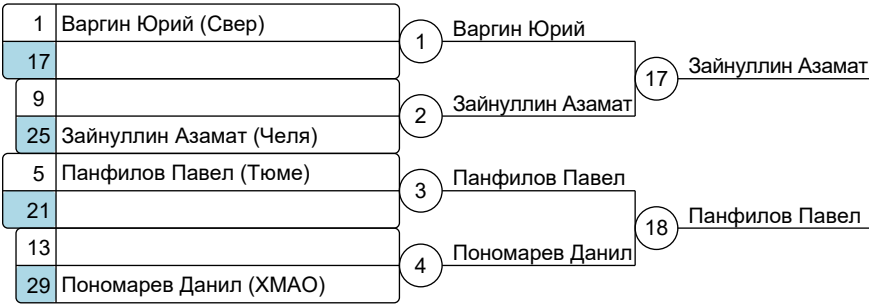 1 Варгин Юрий (Свер)
17
1
Варгин Юрий
17
Зайнуллин Азамат
9
25 Зайнуллин Азамат (Челя)
2
Зайнуллин Азамат
5 Панфилов Павел (Тюме)
21
3
Панфилов Павел
18
Панфилов Павел
13
29 Пономарев Данил (ХМАО)
4
Пономарев Данил